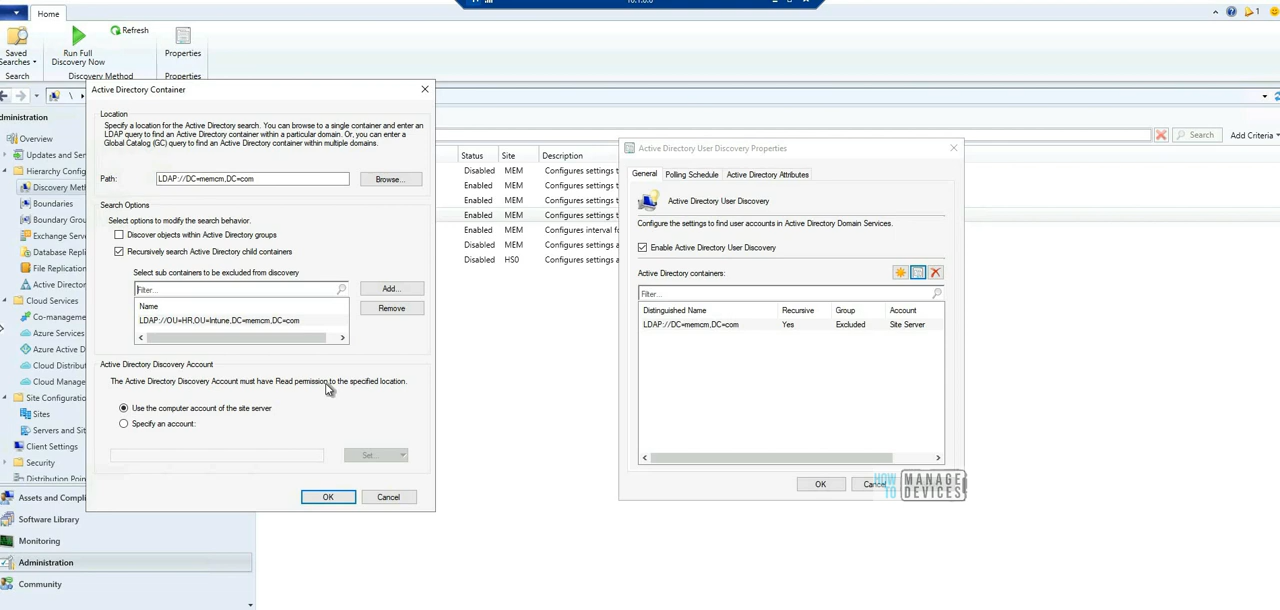 10.1.0.6
Home
Saved
Searches
Search
Run Full
Discovery Now
Refresh
Discovery Method
Properties
Properties
1
Administration
Overview
Updates and Ser
Hierarchy Config
Discovery Meth
Boundaries
Boundary Grou
Exchange Serve
Database Repli
File Replication
Active Director
Cloud Services
Co-manageme
Azure Services
Azure Active D
Cloud Distribut
Cloud Manage
Site Configuratio
Sites
Servers and Sit
Client Settings
Security
Distribution Poin
Assets and Compli
Software Library
Monitoring
Administration
Community
Active Directory Container
Location
Specify a location for the Active Directory search. You can browse to a single container and enter an
LDAP query to find an Active Directory container within a particular domain. Or, you can enter a
Global Catalog (GC) query to find an Active Directory container within multiple domains.
Path: LDAP://DC=memcm,DC=com Browse...
Search Options
Select options to modify the search behavior.
Discover objects within Active Directory groups
Recursively search Active Directory child containers
Select sub containers to be excluded from discovery
Filter... Add...
Name Remove
LDAP://OU=HR,OU=Intune,DC=memcm,DC=com
Active Directory Discovery Account
The Active Directory Discovery Account must have Read permission to the specified location.
Use the computer account of the site server
Specify an account:
Set...
OK Cancel
Search Add Criteria
Status Site Description
Disabled MEM Configures settings t
Enabled MEM Configures settings t
Enabled MEM Configures settings t
Enabled MEM Configures settings t
Enabled MEM Configures interval fo
Disabled MEM Configures settings a
Disabled HS0 Configures settings a
Active Directory User Discovery Properties
General Polling Schedule Active Directory Attributes
Active Directory User Discovery
Configure the settings to find user accounts in Active Directory Domain Services.
Enable Active Directory User Discovery
Active Directory containers:
Filter...
Distinguished Name Recursive Group Account
LDAP://DC=memcm,DC=com Yes Excluded Site Server
OK Cancel
HOW TO MANAGE DEVICES